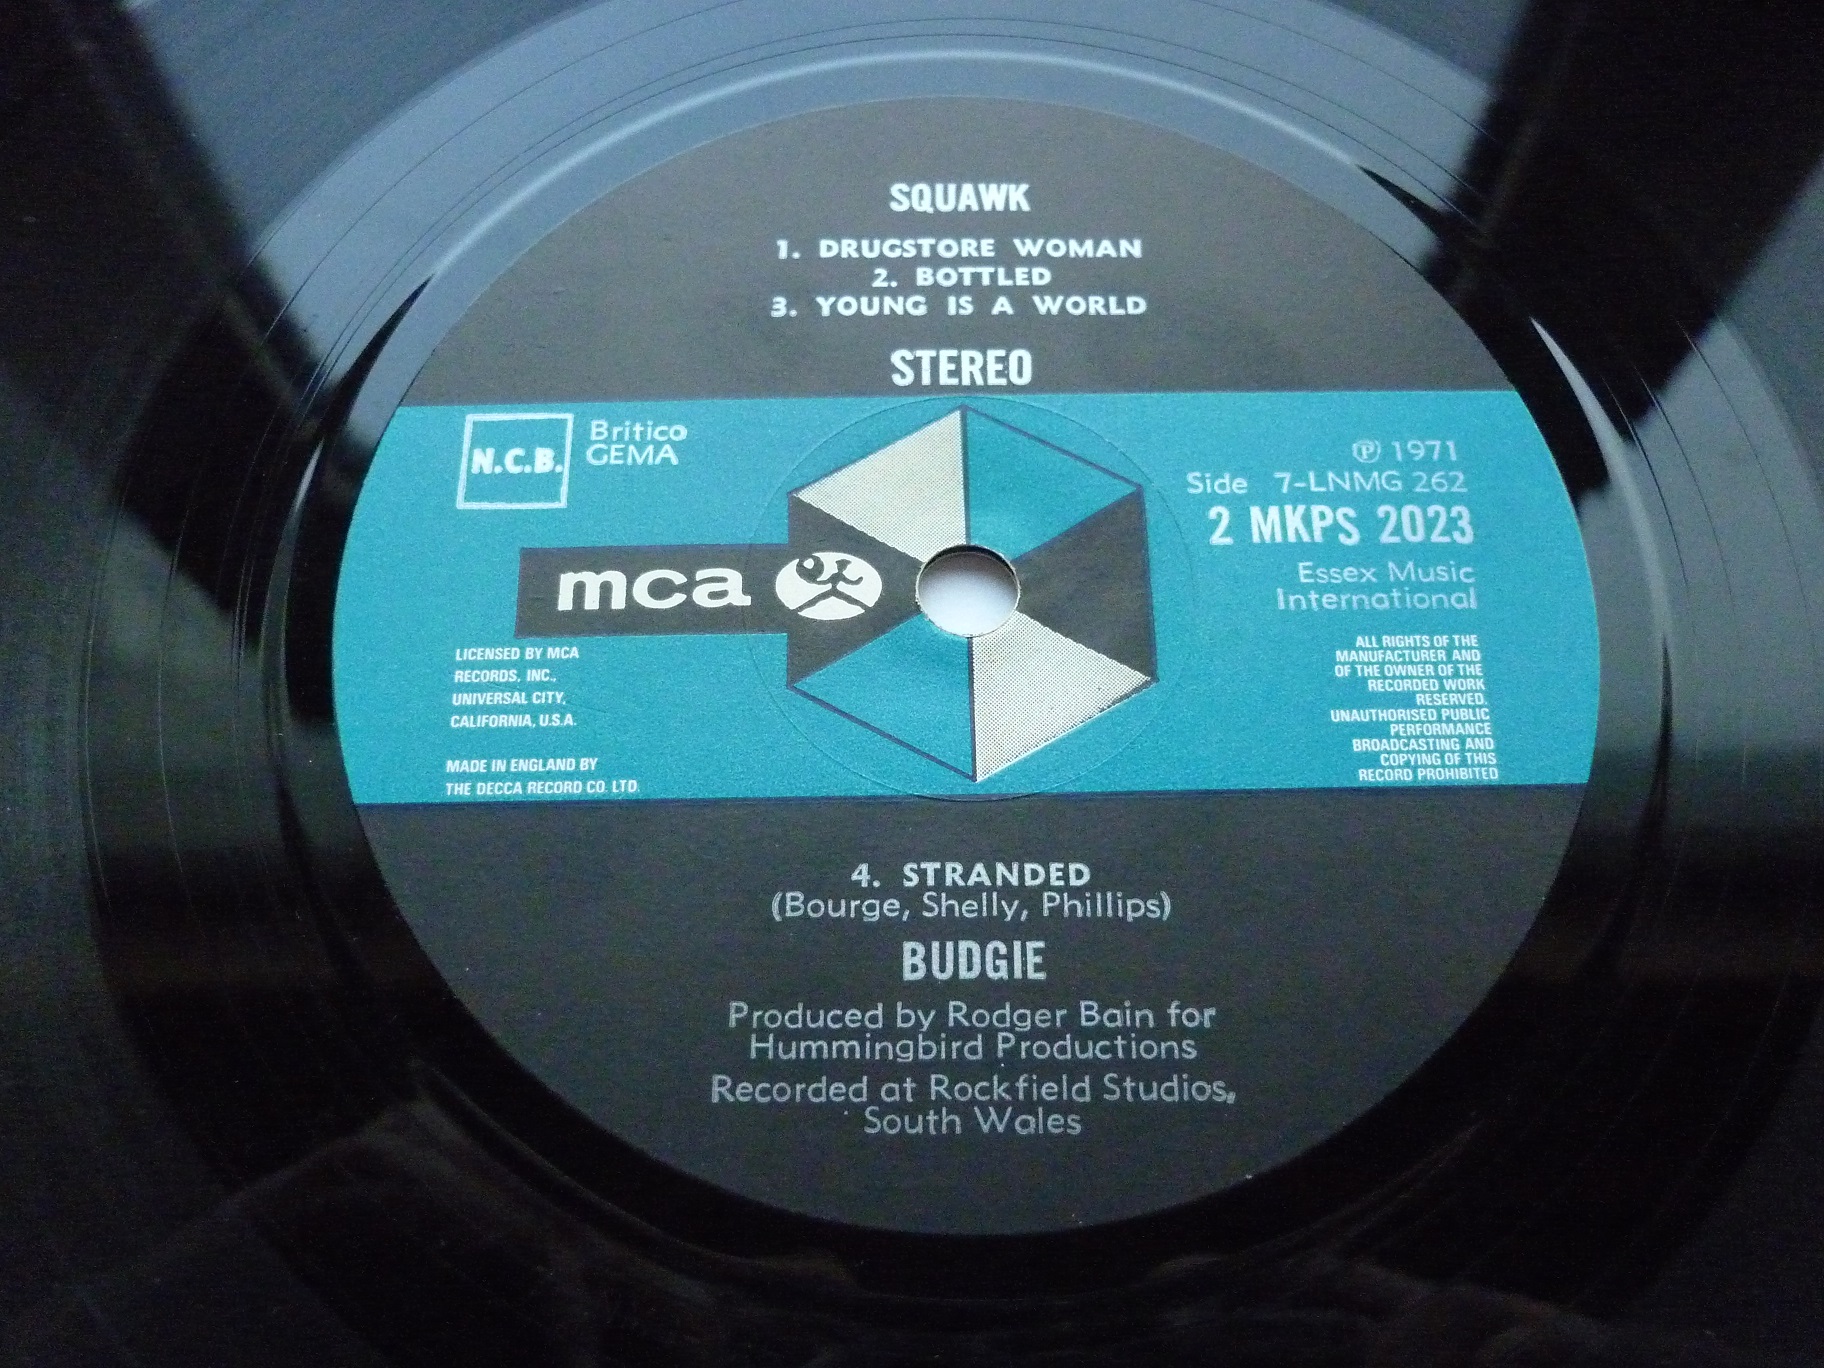 SQUAWK
1. DRUGSTORE WOMAN
2. BOTTLED
3. YOUNG IS A WORLD
STEREO
N.C.B.
Britico
GEMA
℗ 1971
Side 7-LNMG 262
2 MKPS 2023
Essex Music
International
mca
LICENSED BY MCA
RECORDS, INC.,
UNIVERSAL CITY,
CALIFORNIA, U.S.A.
MADE IN ENGLAND BY
THE DECCA RECORD CO. LTD.
ALL RIGHTS OF THE
MANUFACTURER AND
OF THE OWNER OF THE
RECORDED WORK
RESERVED.
UNAUTHORISED PUBLIC
PERFORMANCE
BROADCASTING AND
COPYING OF THIS
RECORD PROHIBITED
4. STRANDED
(Bourge, Shelly, Phillips)
BUDGIE
Produced by Rodger Bain for
Hummingbird Productions
Recorded at Rockfield Studios,
South Wales